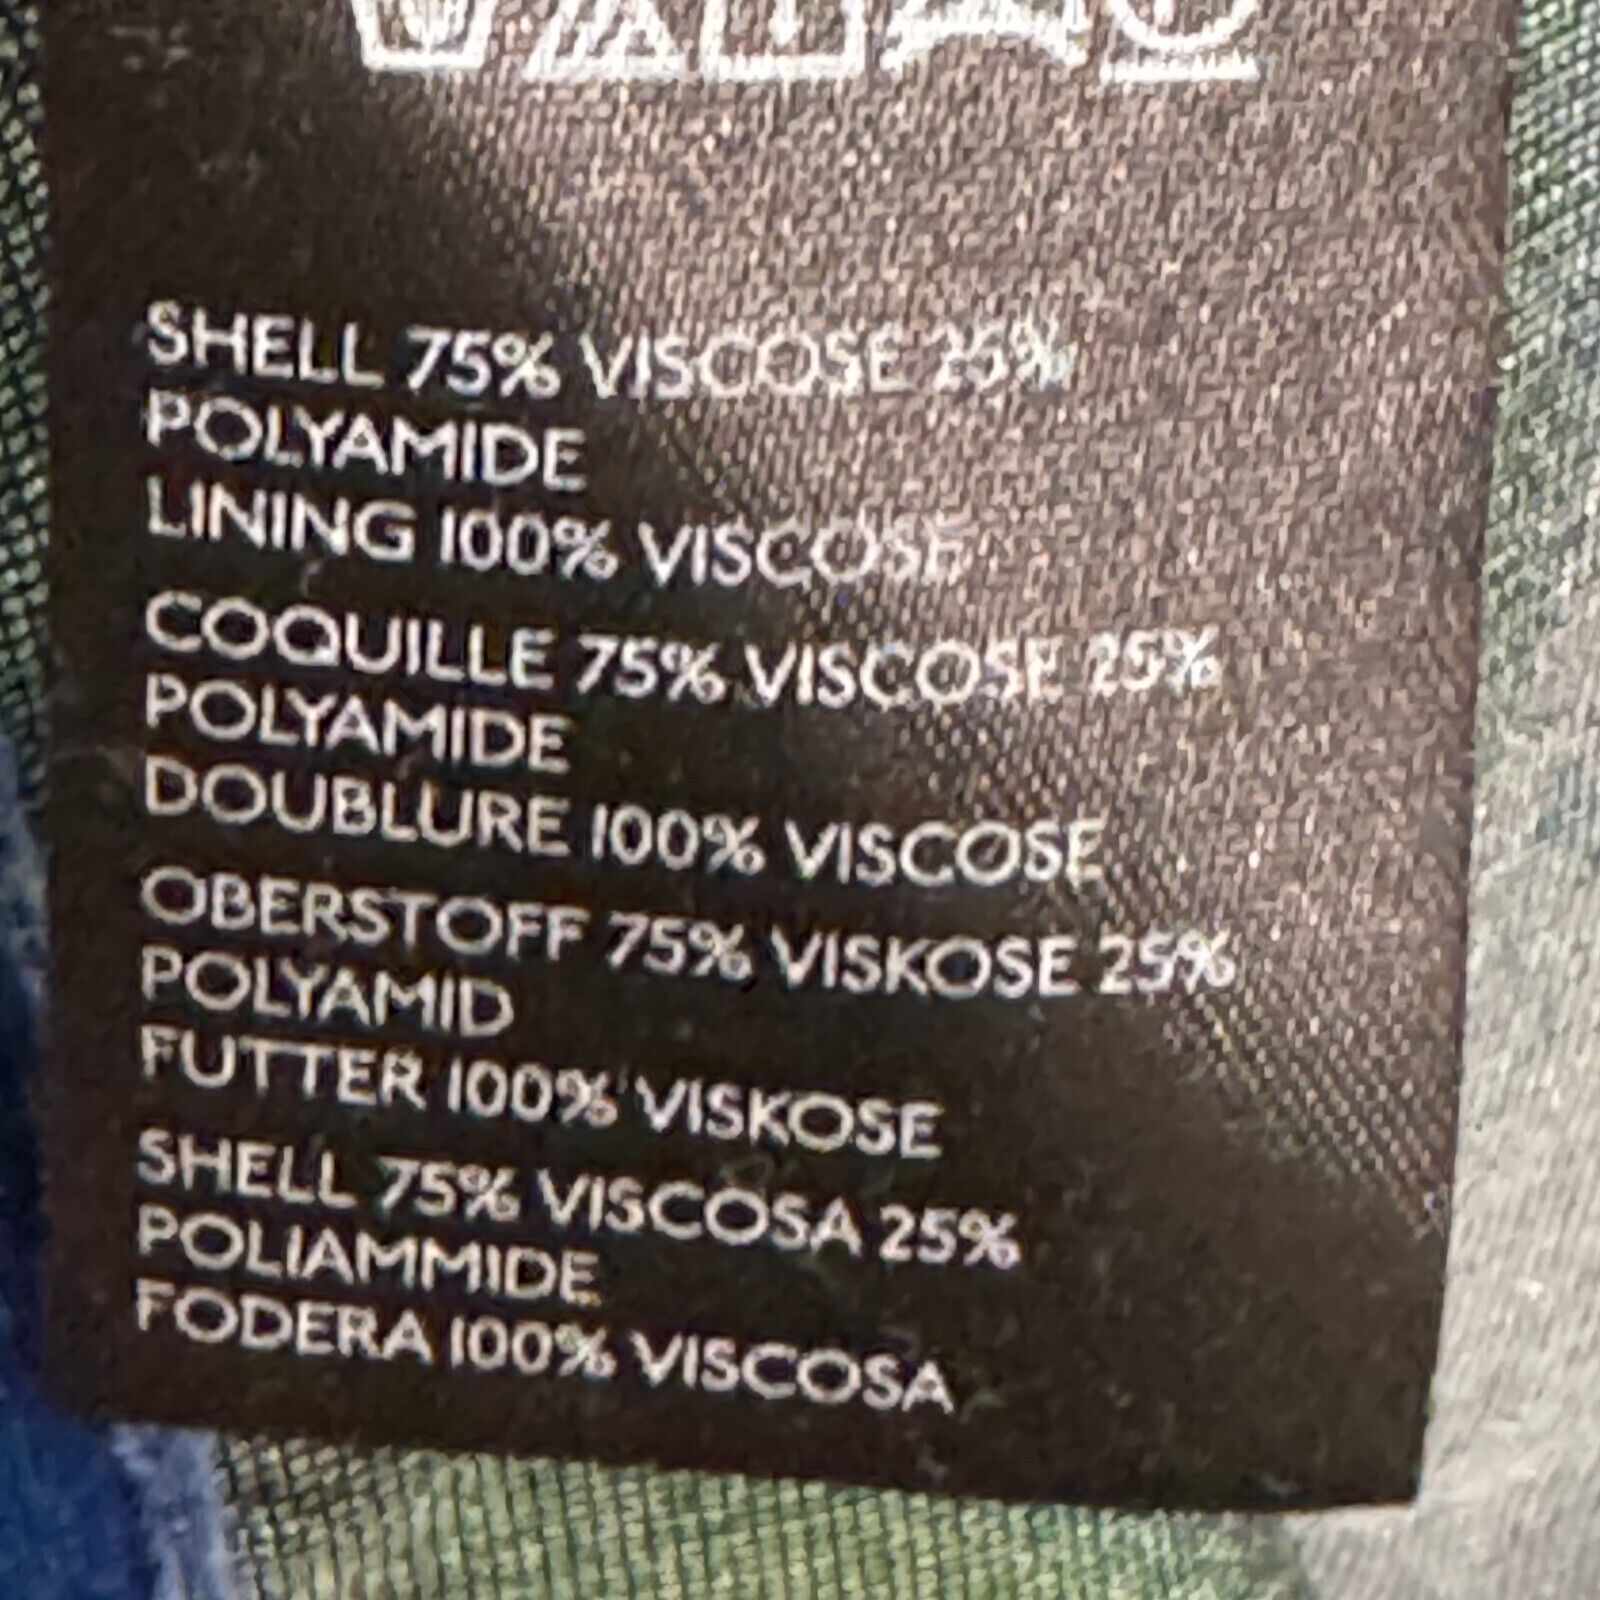 SHELL 75% VISCOSE 25%
POLYAMIDE
LINING 100% VISCOSE
COQUILLE 75% VISCOSE 25%
POLYAMIDE
DOUBLURE 100% VISCOSE
OBERSTOFF 75% VISKOSE 25%
POLYAMID
FUTTER 100% VISKOSE
SHELL 75% VISCOSA 25%
POLIAMMIDE
FODERA 100% VISCOSA